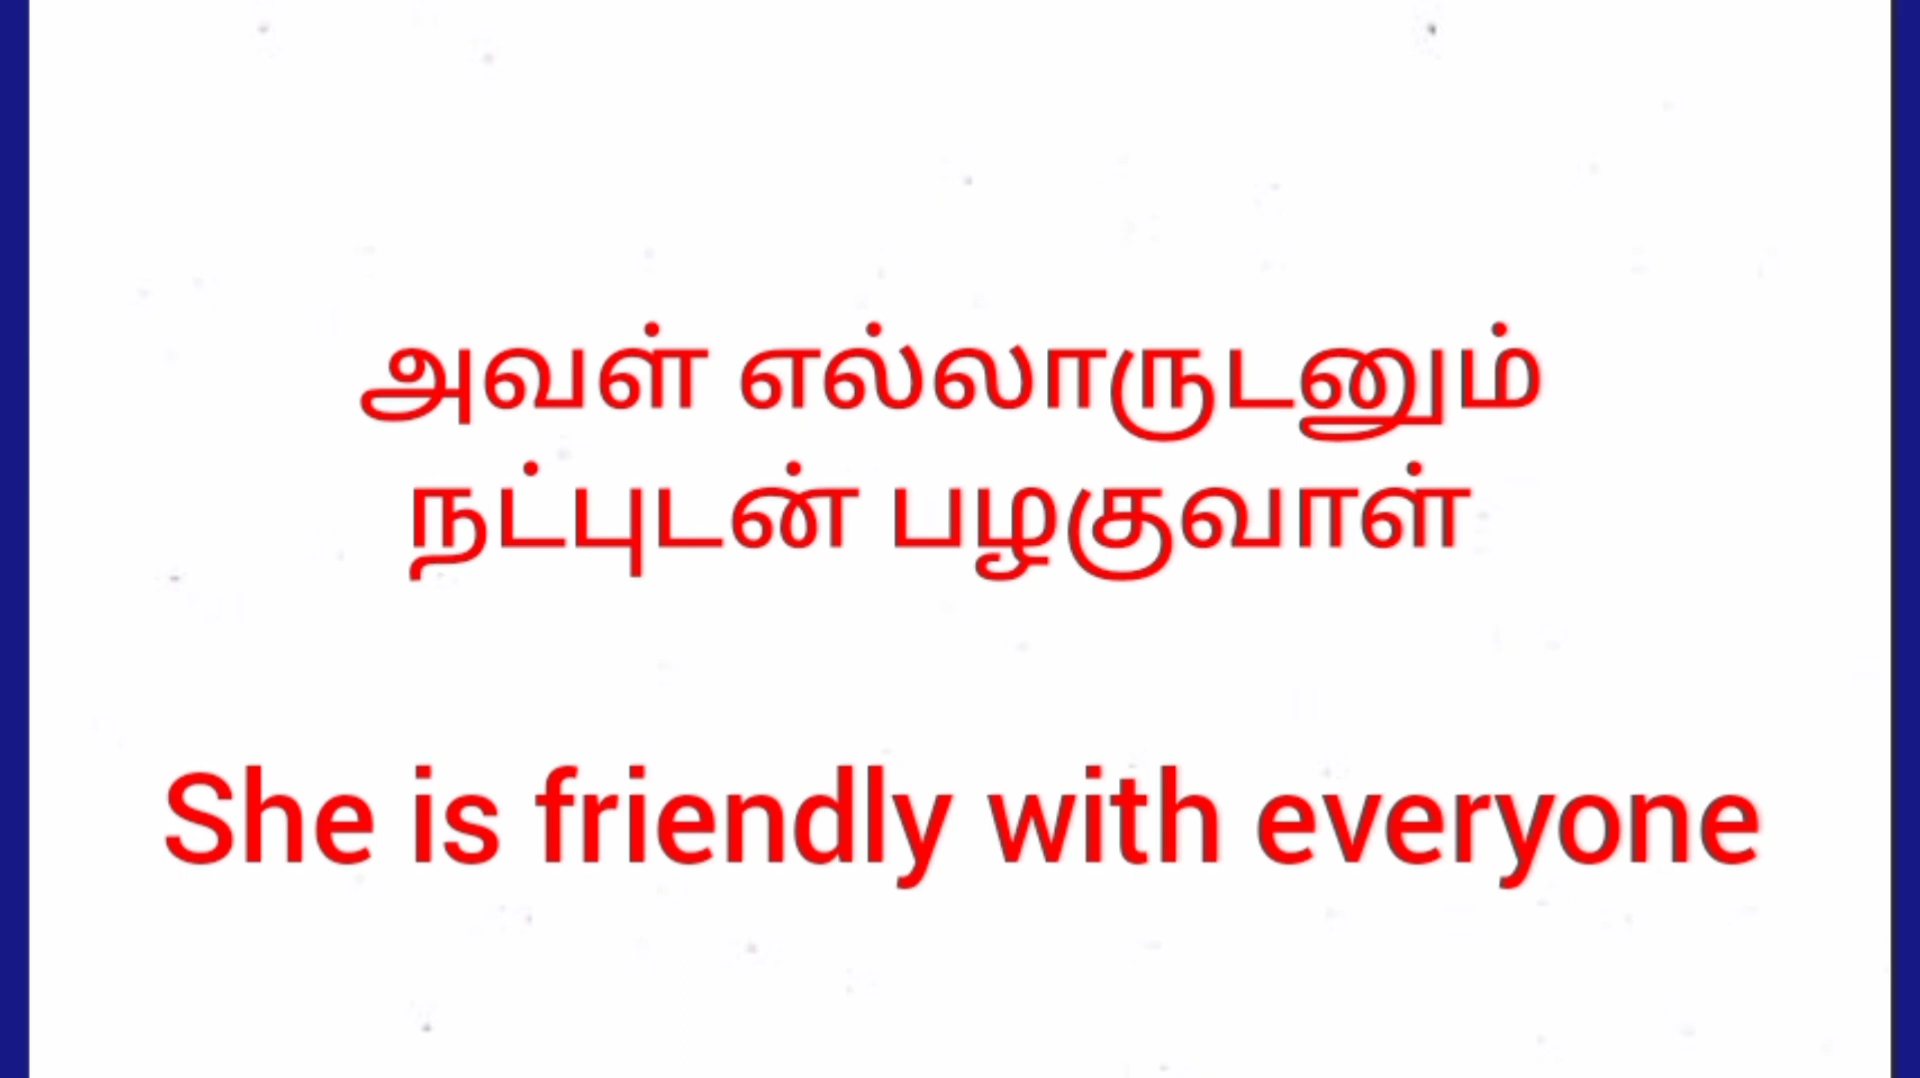 அவள் எல்லாருடனும்
நட்புடன் பழகுவாள்
She is friendly with everyone